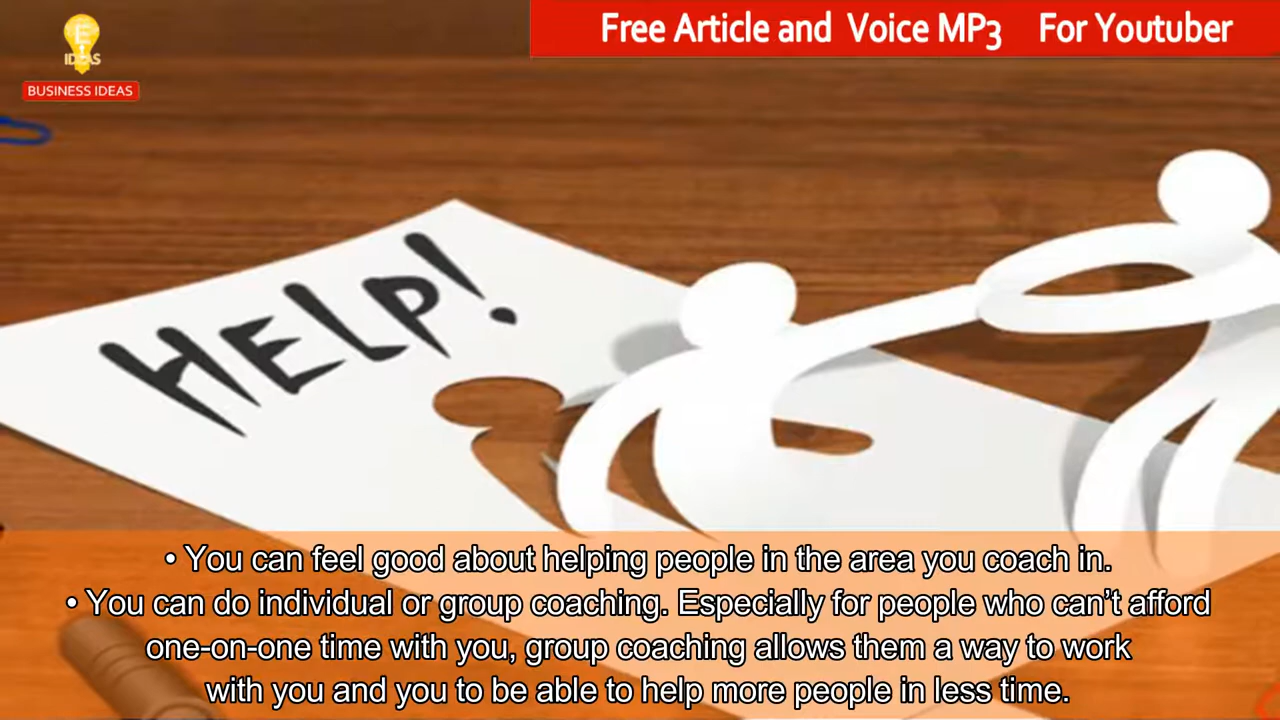 Free Article and Voice MP3 For Youtuber
E
IDEAS
BUSINESS IDEAS
HELP!
• You can feel good about helping people in the area you coach in.
• You can do individual or group coaching. Especially for people who can’t afford
one-on-one time with you, group coaching allows them a way to work
with you and you to be able to help more people in less time.